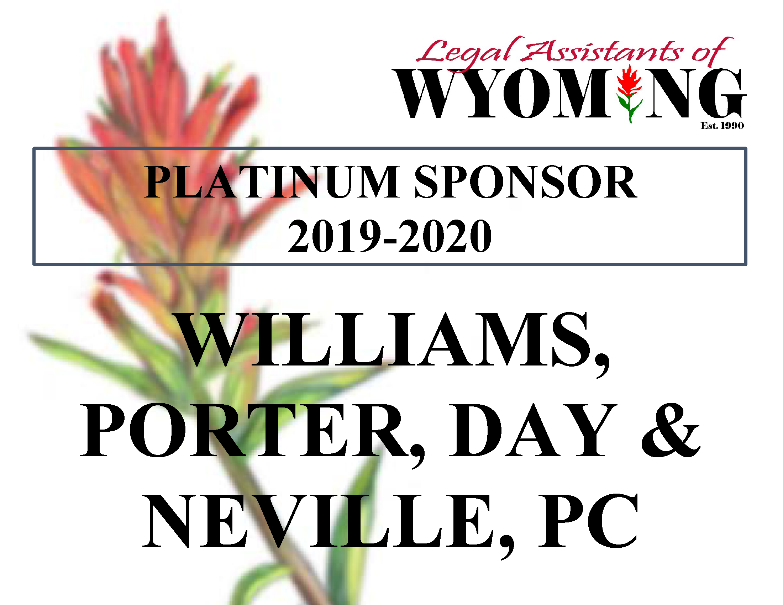 Legal Assistants of
WYOMING
Est. 1990
PLATINUM SPONSOR
2019-2020
WILLIAMS,
PORTER, DAY &
NEVILLE, PC